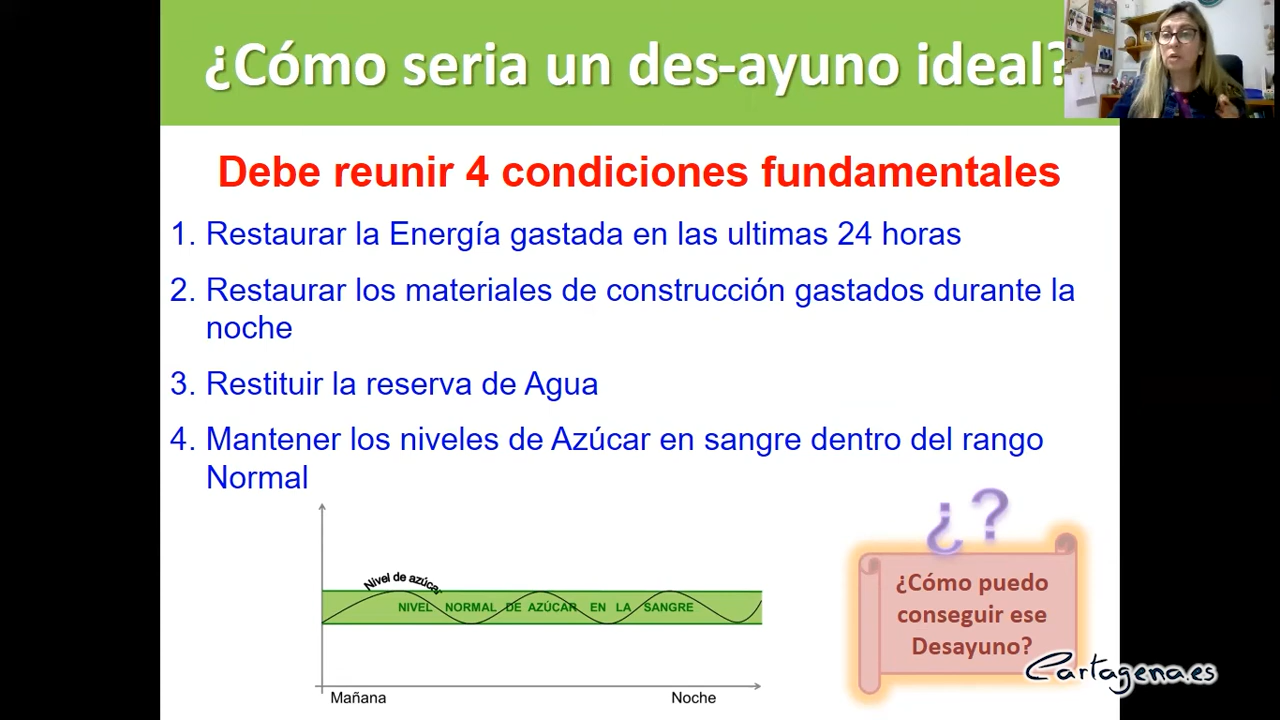 ¿Cómo seria un des-ayuno ideal?
Debe reunir 4 condiciones fundamentales
1. Restaurar la Energía gastada en las ultimas 24 horas
2. Restaurar los materiales de construcción gastados durante la
noche
3. Restituir la reserva de Agua
4. Mantener los niveles de Azúcar en sangre dentro del rango
Normal
Nivel de azúcar
NIVEL NORMAL DE AZÚCAR EN LA SANGRE
Mañana
Noche
¿?
¿Cómo puedo
conseguir ese
Desayuno?
Cartagena.es